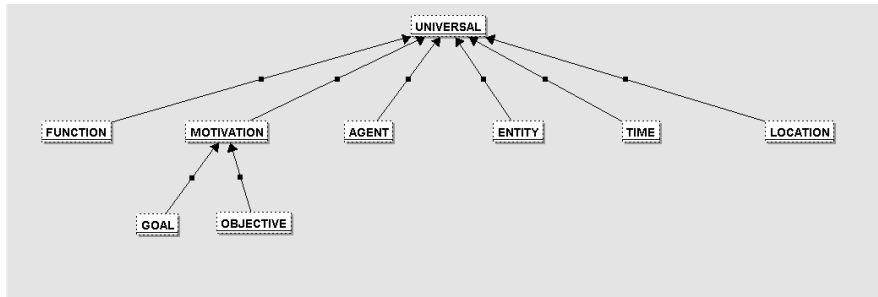 UNIVERSAL
FUNCTION
MOTIVATION
AGENT
ENTITY
TIME
LOCATION
GOAL
OBJECTIVE